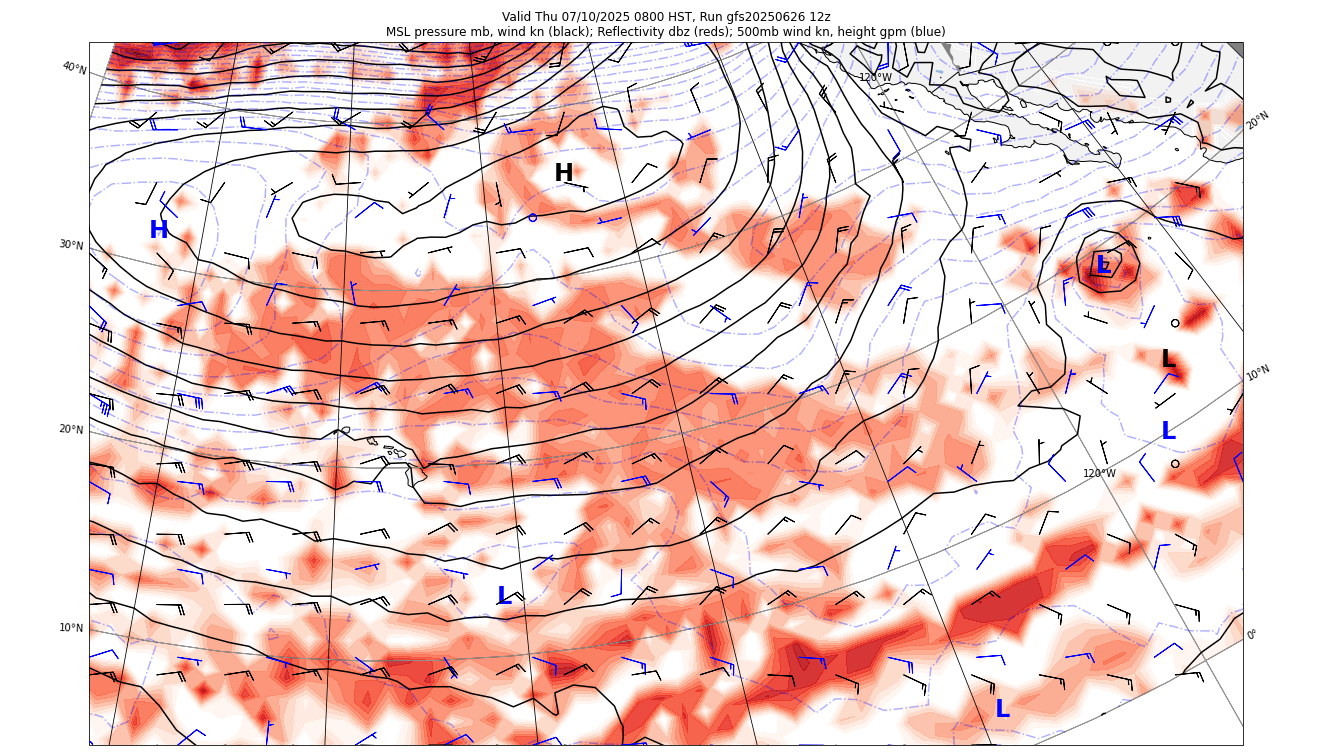 Valid Thu 07/10/2025 0800 HST, Run gfs20250626 12z
MSL pressure mb, wind kn (black); Reflectivity dbz (reds); 500mb wind kn, height gpm (blue)
40°N
120°W
20°N
H
H
30°N
L
L
10°N
20°N
L
120°W
L
10°N
0°
L